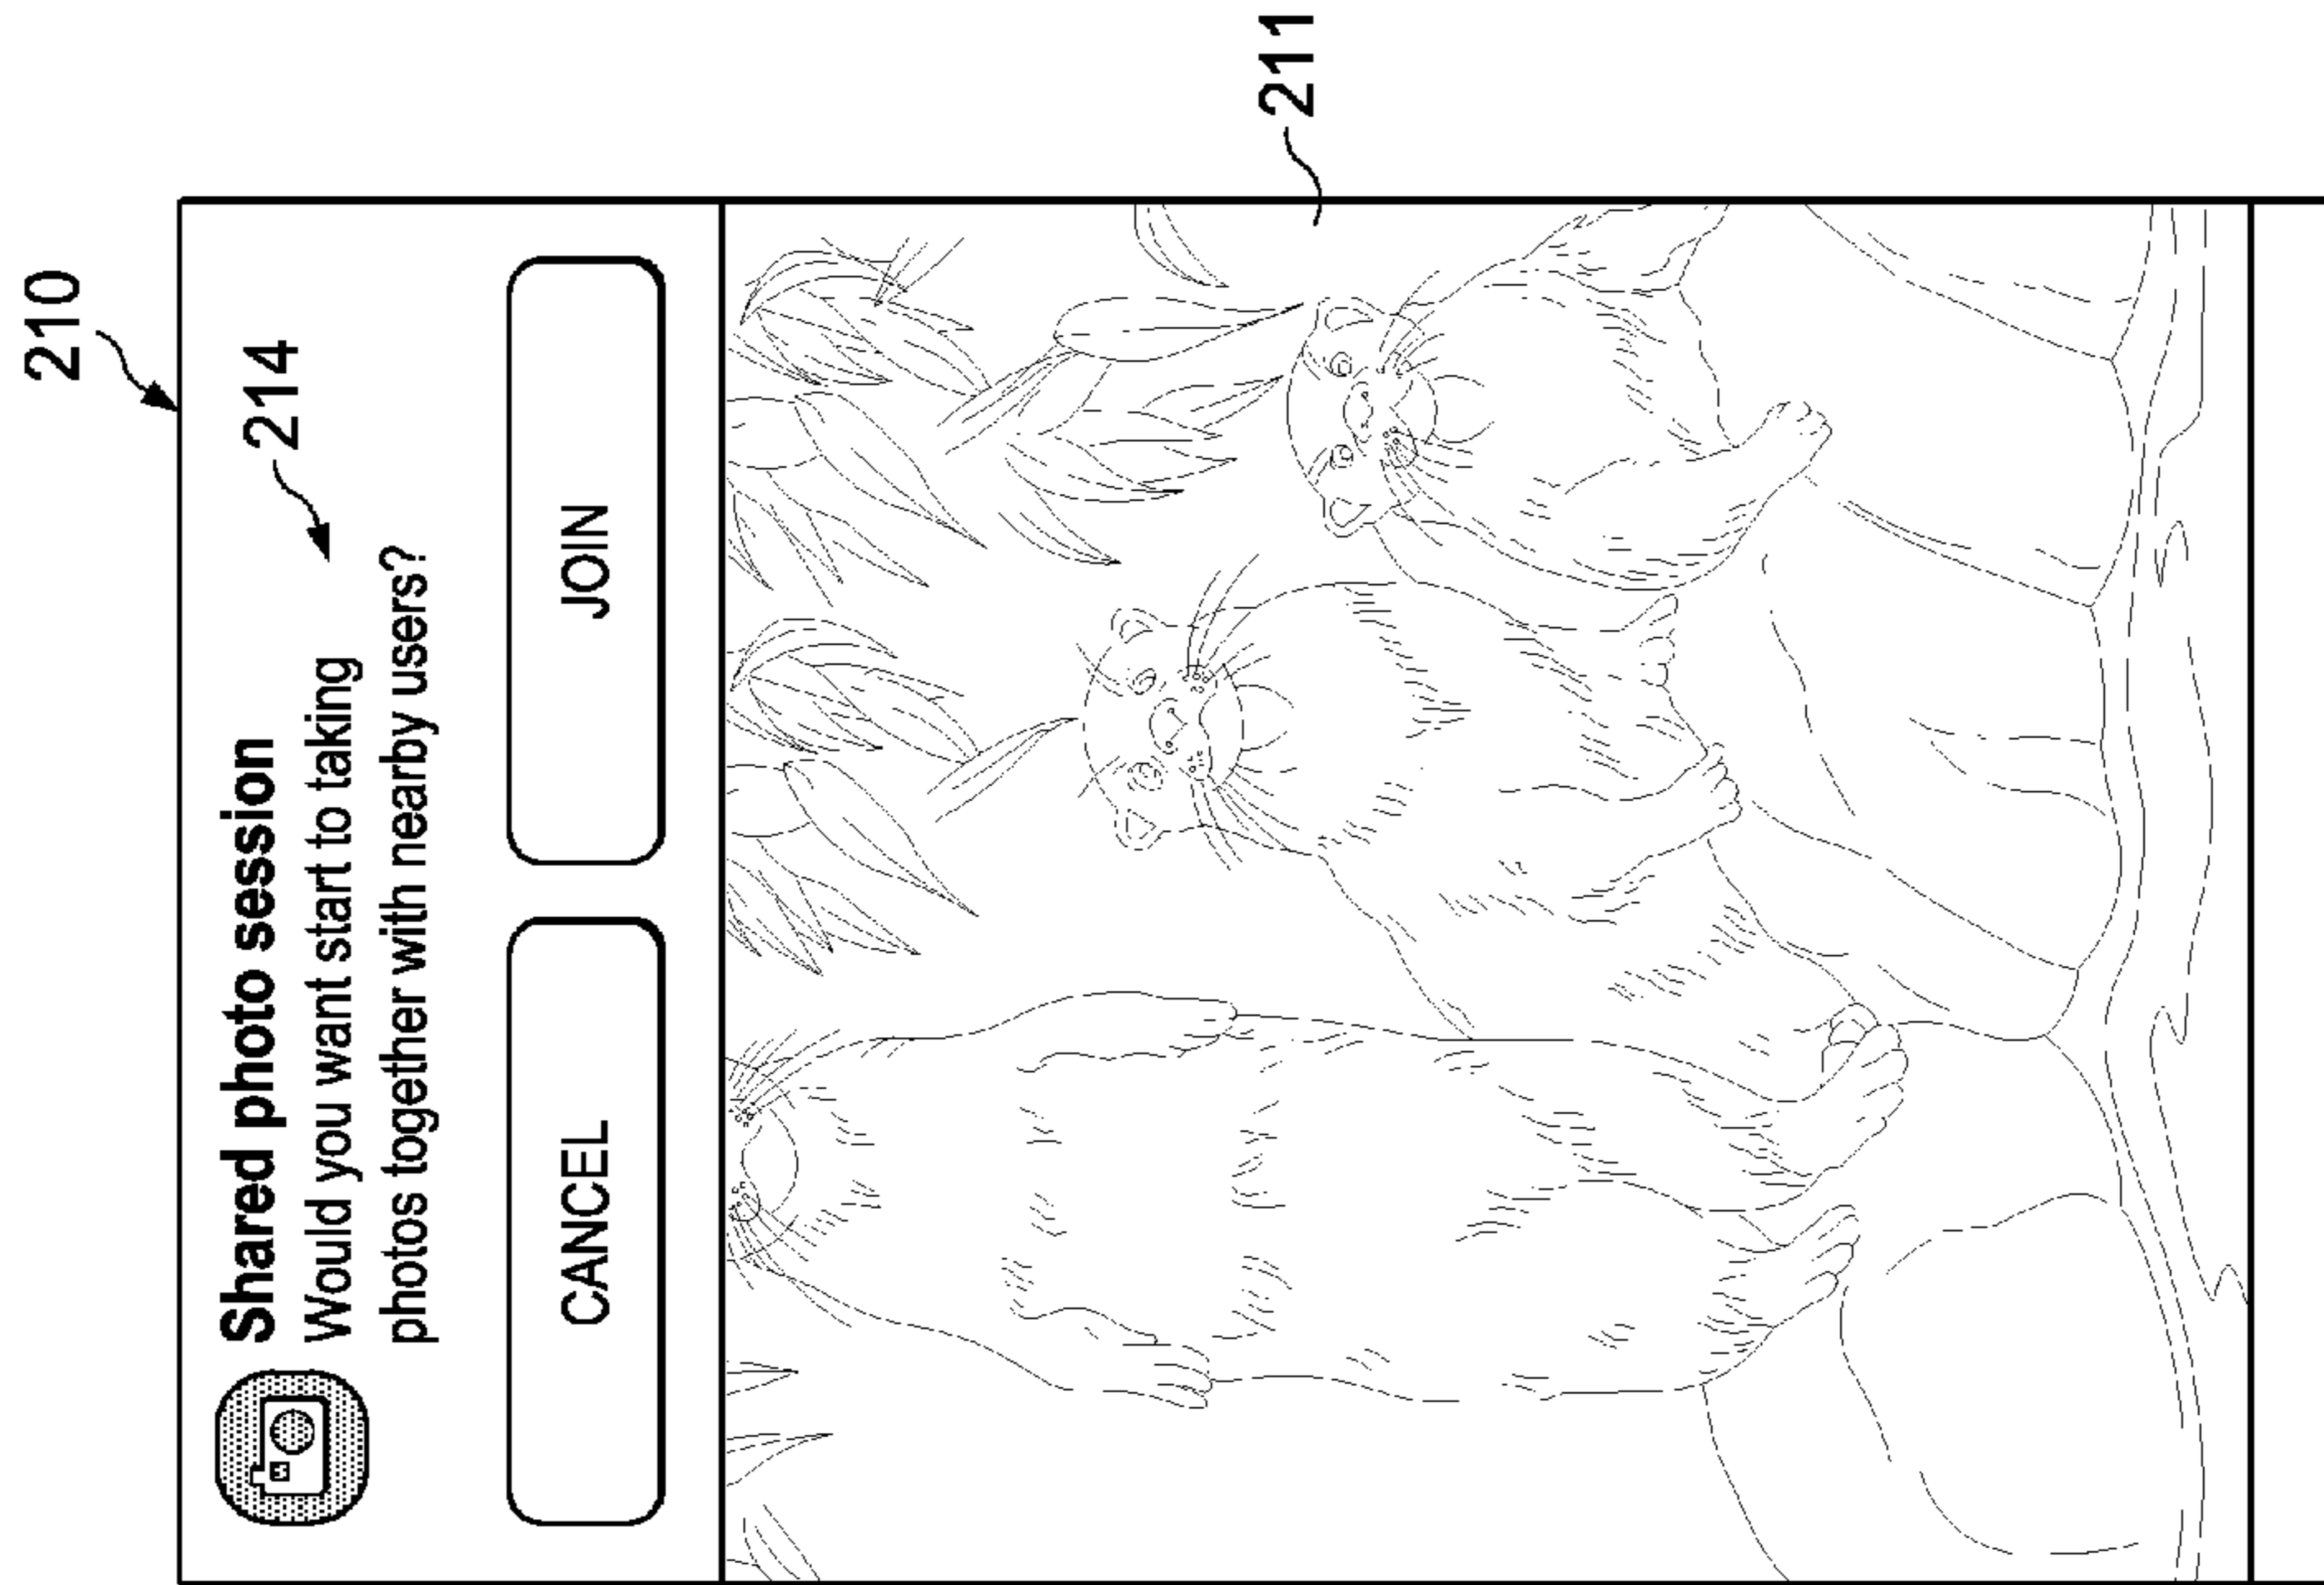 210
214
Shared photo session
Would you want start to taking
photos together with nearby users?
CANCEL
JOIN
211